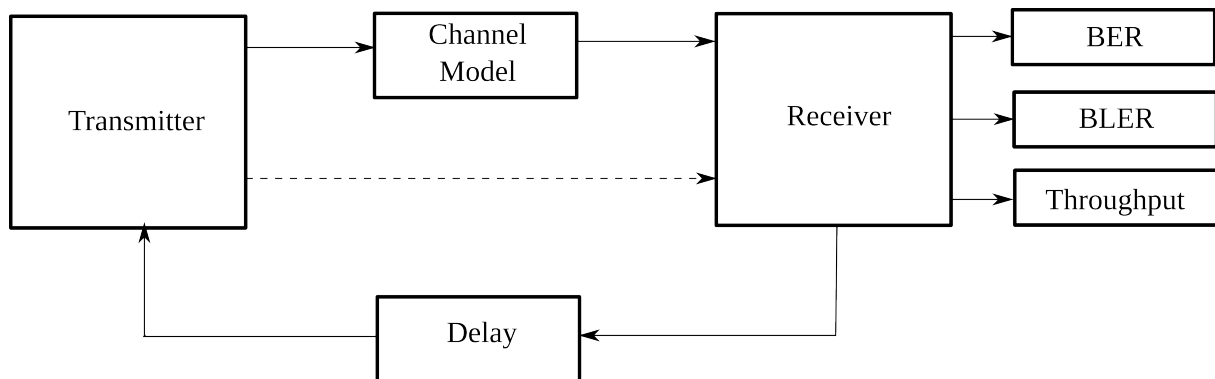 Transmitter
Channel
Model
Receiver
BER
BLER
Throughput
Delay